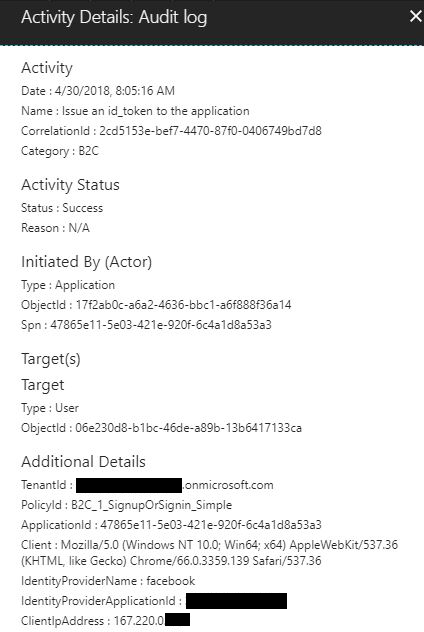 Activity Details: Audit log
Activity
Date : 4/30/2018, 8:05:16 AM
Name : Issue an id_token to the application
CorrelationId : 2cd5153e-bef7-4470-87f0-0406749bd7d8
Category : B2C
Activity Status
Status : Success
Reason : N/A
Initiated By (Actor)
Type : Application
ObjectId : 17f2ab0c-a6a2-4636-bbc1-a6f888f36a14
Spn : 47865e11-5e03-421e-920f-6c4a1d8a53a3
Target(s)
Target
Type : User
ObjectId : 06e230d8-b1bc-46de-a89b-13b6417133ca
Additional Details
TenantId : .onmicrosoft.com
PolicyId : B2C_1_SignupOrSignin_Simple
ApplicationId : 47865e11-5e03-421e-920f-6c4a1d8a53a3
Client : Mozilla/5.0 (Windows NT 10.0; Win64; x64) AppleWebKit/537.36
(KHTML, like Gecko) Chrome/66.0.3359.139 Safari/537.36
IdentityProviderName : facebook
IdentityProviderApplicationId :
ClientIpAddress : 167.220.0